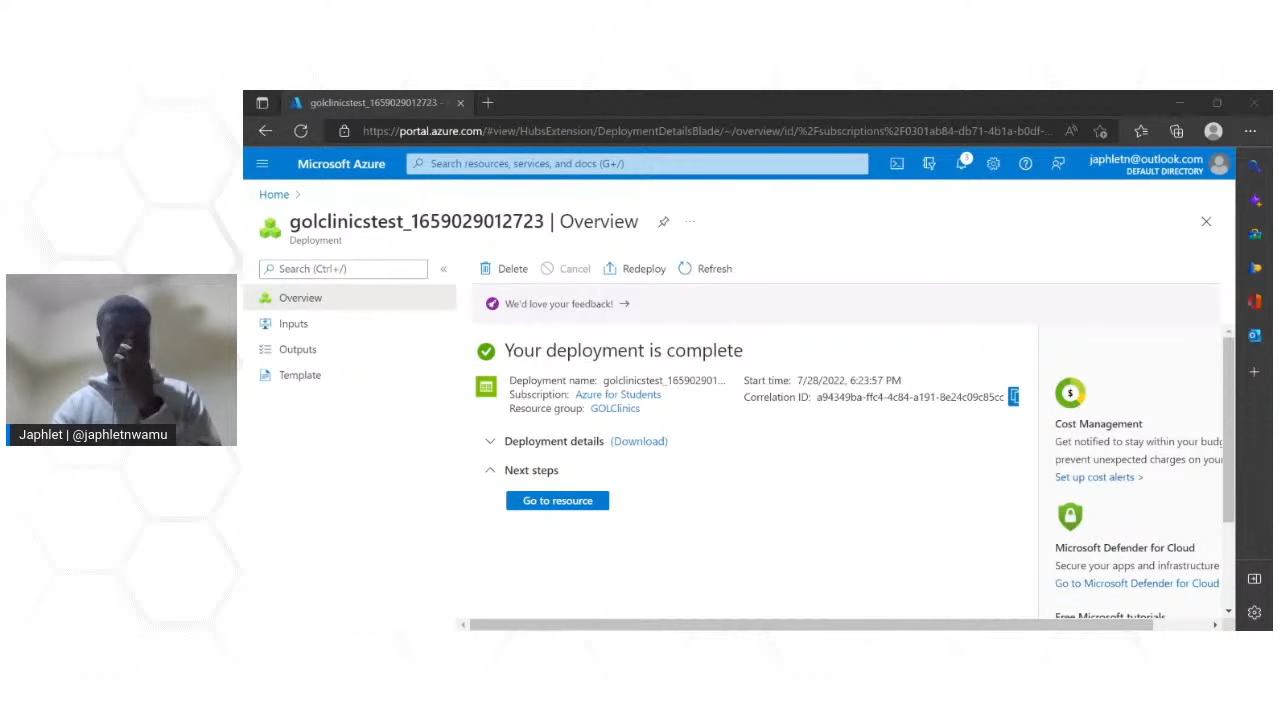 golclinicstest_1659029012723 -
https://portal.azure.com/#view/HubsExtension/DeploymentDetailsBlade/~/overview/id/%2Fsubscriptions%2F0301ab84-db71-4b1a-b0df-...
Microsoft Azure
Search resources, services, and docs (G+/)
3
japhletn@outlook.com
DEFAULT DIRECTORY
Home >
golclinicstest_1659029012723 | Overview
Deployment
Search (Ctrl+/)
Delete
Cancel
Redeploy
Refresh
Overview
Inputs
Outputs
Template
We'd love your feedback! →
Your deployment is complete
Deployment name: golclinicstest_165902901...
Subscription: Azure for Students
Resource group: GOLClinics
Start time: 7/28/2022, 6:23:57 PM
Correlation ID: a94349ba-ffc4-4c84-a191-8e24c09c85cc
Deployment details (Download)
Next steps
Go to resource
Cost Management
Get notified to stay within your budg
prevent unexpected charges on your
Set up cost alerts >
Microsoft Defender for Cloud
Secure your apps and infrastructure
Go to Microsoft Defender for Cloud
Free Microsoft tutorials
Japhlet | @japhletnwamu